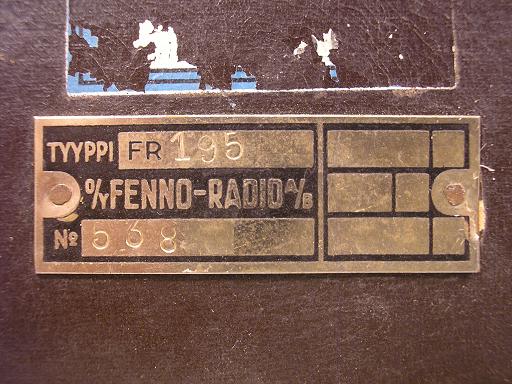 TYYPPI FR 195
O/Y FENNO-RADIO A/B
No 568